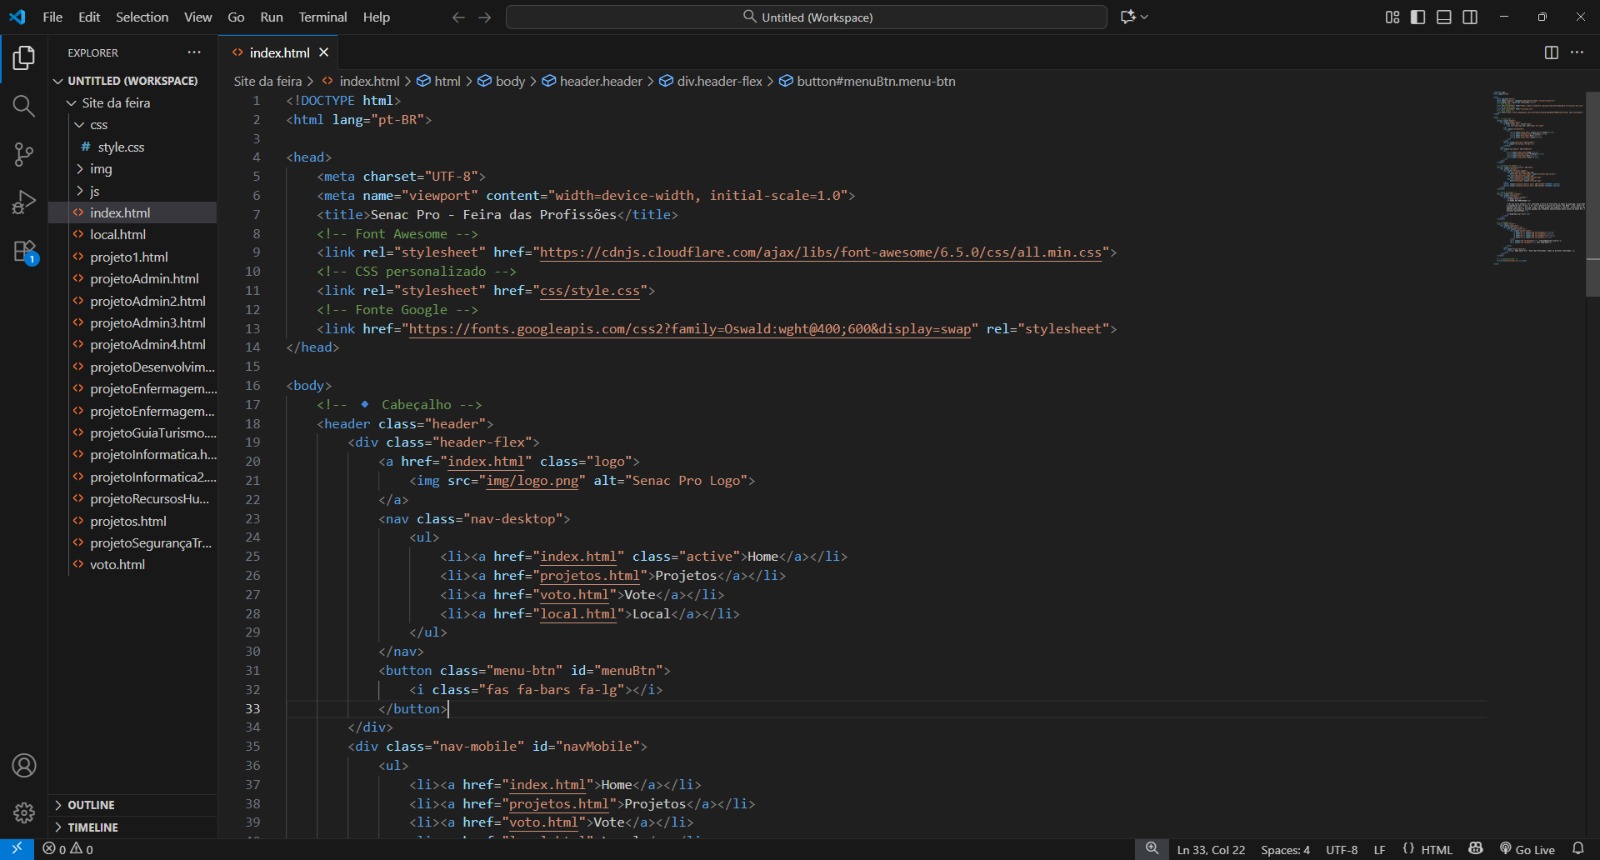 File Edit Selection View Go Run Terminal Help
Untitled (Workspace)
EXPLORER
UNTITLED (WORKSPACE)
Site da feira
css
# style.css
img
js
index.html
local.html
projeto1.html
projetoAdmin.html
projetoAdmin2.html
projetoAdmin3.html
projetoAdmin4.html
projetoDesenvolvim...
projetoEnfermagem....
projetoEnfermagem...
projetoGuiaTurismo....
projetoInformatica.h...
projetoInformatica2....
projetoRecursosHu...
projetos.html
projetoSegurançaTr...
voto.html
OUTLINE
TIMELINE
1
index.html
Site da feira > index.html > html > body > header.header > div.header-flex > button#menuBtn.menu-btn
1 <!DOCTYPE html>
2 <html lang="pt-BR">
3
4 <head>
5 <meta charset="UTF-8">
6 <meta name="viewport" content="width=device-width, initial-scale=1.0">
7 <title>Senac Pro - Feira das Profissões</title>
8 <!-- Font Awesome -->
9 <link rel="stylesheet" href="https://cdnjs.cloudflare.com/ajax/libs/font-awesome/6.5.0/css/all.min.css">
10 <!-- CSS personalizado -->
11 <link rel="stylesheet" href="css/style.css">
12 <!-- Fonte Google -->
13 <link href="https://fonts.googleapis.com/css2?family=Oswald:wght@400;600&display=swap" rel="stylesheet">
14 </head>
15
16 <body>
17 <!-- 🔹 Cabeçalho -->
18 <header class="header">
19 <div class="header-flex">
20 <a href="index.html" class="logo">
21 <img src="img/logo.png" alt="Senac Pro Logo">
22 </a>
23 <nav class="nav-desktop">
24 <ul>
25 <li><a href="index.html" class="active">Home</a></li>
26 <li><a href="projetos.html">Projetos</a></li>
27 <li><a href="voto.html">Vote</a></li>
28 <li><a href="local.html">Local</a></li>
29 </ul>
30 </nav>
31 <button class="menu-btn" id="menuBtn">
32 <i class="fas fa-bars fa-lg"></i>
33 </button>
34 </div>
35 <div class="nav-mobile" id="navMobile">
36 <ul>
37 <li><a href="index.html">Home</a></li>
38 <li><a href="projetos.html">Projetos</a></li>
39 <li><a href="voto.html">Vote</a></li>
0 0
Ln 33, Col 22 Spaces: 4 UTF-8 LF {} HTML Go Live